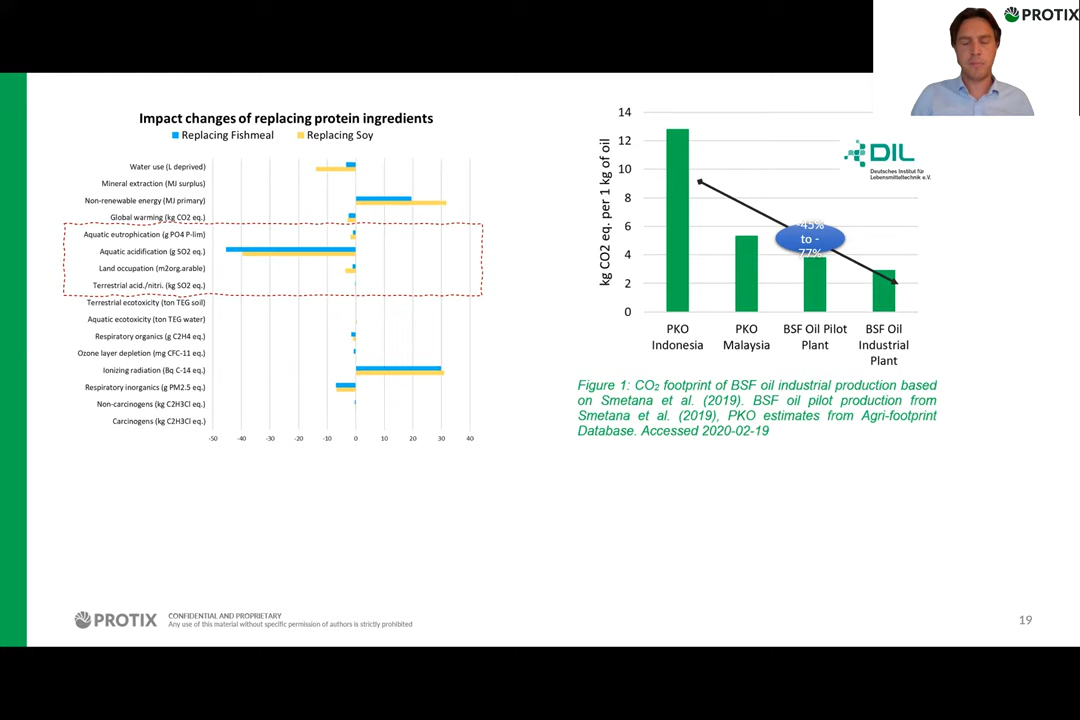 PROTIX
Impact changes of replacing protein ingredients
Replacing Fishmeal
Replacing Soy
Water use (L deprived)
Mineral extraction (MJ surplus)
Non-renewable energy (MJ primary)
Global warming (kg CO2 eq.)
Aquatic eutrophication (g PO4 P-lim)
Aquatic acidification (g SO2 eq.)
Land occupation (m2org.arable)
Terrestrial acid./nitri. (kg SO2 eq.)
Terrestrial ecotoxicity (ton TEG soil)
Aquatic ecotoxicity (ton TEG water)
Respiratory organics (g C2H4 eq.)
Ozone layer depletion (mg CFC-11 eq.)
Ionizing radiation (Bq C-14 eq.)
Respiratory inorganics (g PM2.5 eq.)
Non-carcinogens (kg C2H3Cl eq.)
Carcinogens (kg C2H3Cl eq.)
-50 -40 -30 -20 -10 0 10 20 30 40
kg CO2 eq. per 1 kg of oil
14
12
10
8
6
4
2
0
DIL
Deutsches Institut für
Lebensmitteltechnik e.V.
-45%
to -
77%
PKO
Indonesia
PKO
Malaysia
BSF Oil Pilot
Plant
BSF Oil
Industrial
Plant
Figure 1: CO₂ footprint of BSF oil industrial production based
on Smetana et al. (2019). BSF oil pilot production from
Smetana et al. (2019), PKO estimates from Agri-footprint
Database. Accessed 2020-02-19
PROTIX
CONFIDENTIAL AND PROPRIETARY
Any use of this material without specific permission of authors is strictly prohibited
19